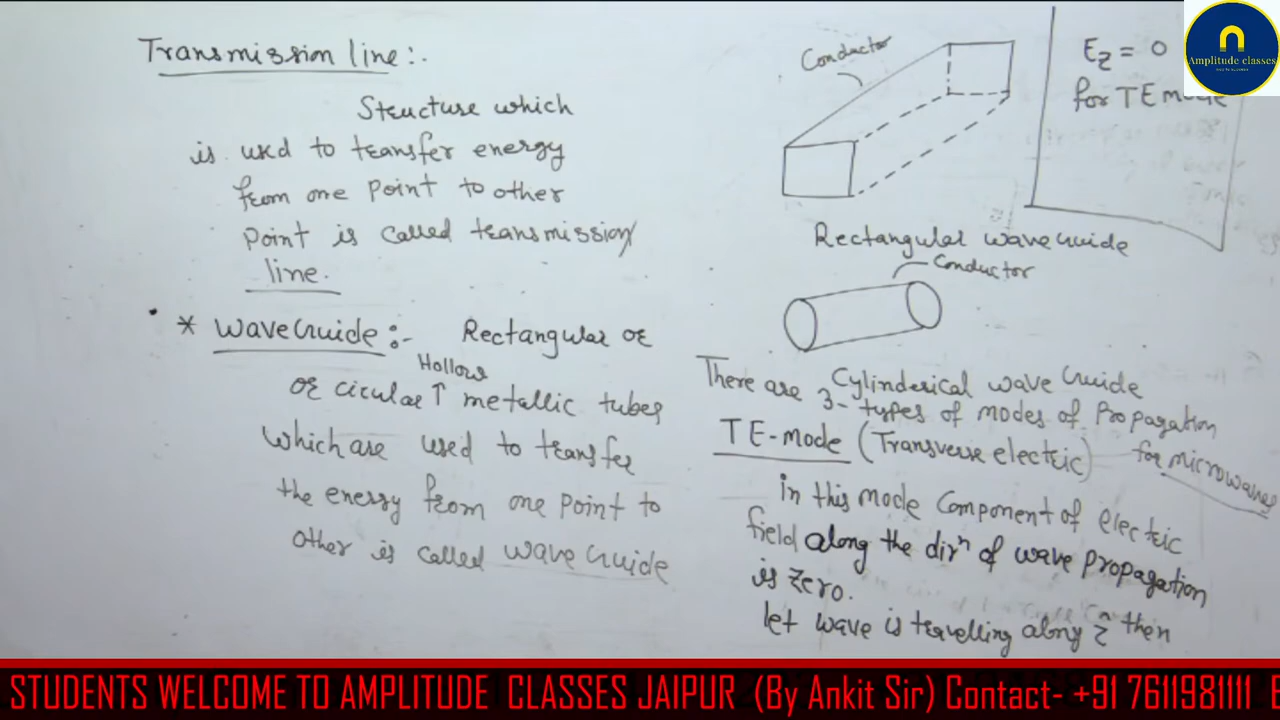 Transmission line:-
Structure which
is used to transfer energy
from one point to other
point is called transmission
line.
* Waveguide :- Rectangular or
Hollow
or cicular ↑ metallic tubes
which are used to transfer
the energy from one point to
other is called waveguide
Conductor
Rectangular waveguide
Conductor
Cylinderical wave guide
There are 3-types of modes of propagation
for microwaves
TE-mode (Transverse electric)
in this mode component of electric
field along the dirⁿ of wave propagation
is zero.
let wave is travelling along ẑ then
E₂ = 0
for TE mode
Amplitude classes
STUDENTS WELCOME TO AMPLITUDE CLASSES JAIPUR (By Ankit Sir) Contact- +91 7611981111